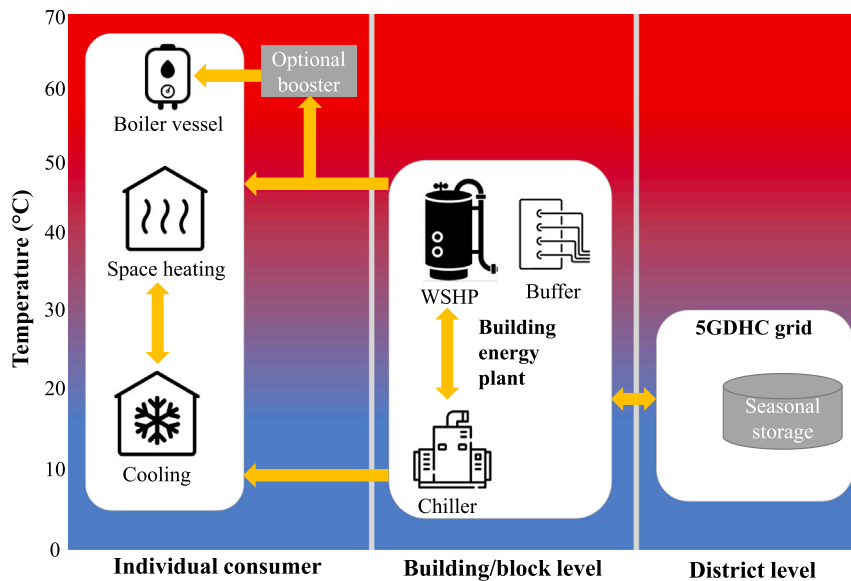 Temperature (°C)
70
60
50
40
30
20
10
0
Optional
booster
Boiler vessel
Space heating
Cooling
WSHP
Buffer
Building
energy
plant
Chiller
5GDHC grid
Seasonal
storage
Individual consumer
Building/block level
District level